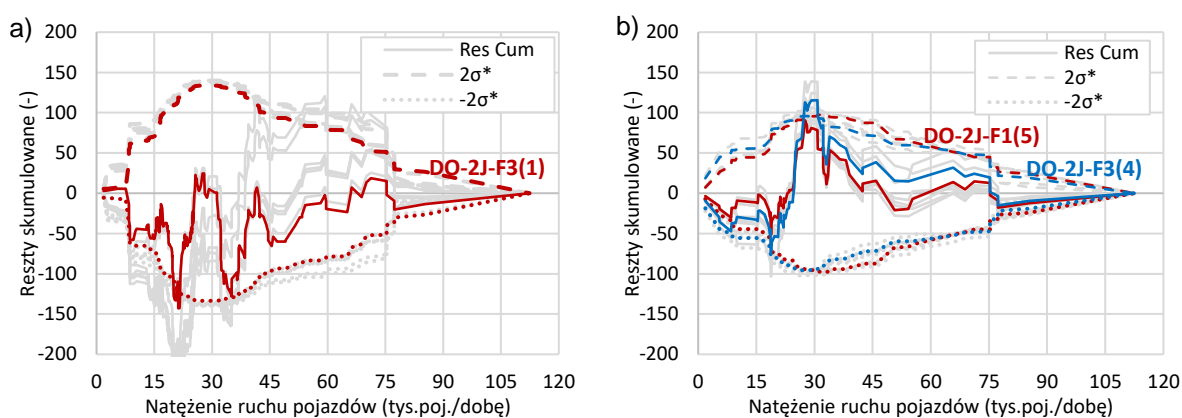 a)
200
150
100
50
0
-50
-100
-150
-200
Reszty skumulowane (-)
Res Cum
2σ*
-2σ*
DO-2J-F3(1)
0 15 30 45 60 75 90 105 120
Natężenie ruchu pojazdów (tys.poj./dobę)
b)
200
150
100
50
0
-50
-100
-150
-200
Reszty skumulowane (-)
Res Cum
2σ*
-2σ*
DO-2J-F1(5)
DO-2J-F3(4)
0 15 30 45 60 75 90 105 120
Natężenie ruchu pojazdów (tys.poj./dobę)